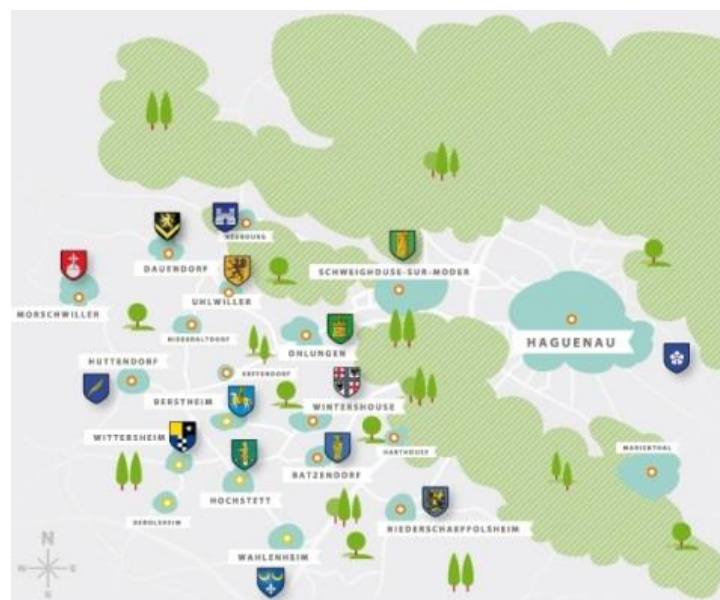 NEUBOURG
DAUENDORF
SCHWEIGHOUSE-SUR-MODER
UHLWILLER
MORSCHWILLER
NIEDERALTDORF
HAGUENAU
OHLUNGEN
HUTTENDORF
KEFFENDORF
BERSTHEIM
WINTERSHOUSE
WITTERSHEIM
HARTHOUSE
MARIENTHAL
BATZENDORF
HOCHSTETT
GEBOLSHEIM
NIEDERSCHAEFFOLSHEIM
WAHLENHEIM
N
W
E
S